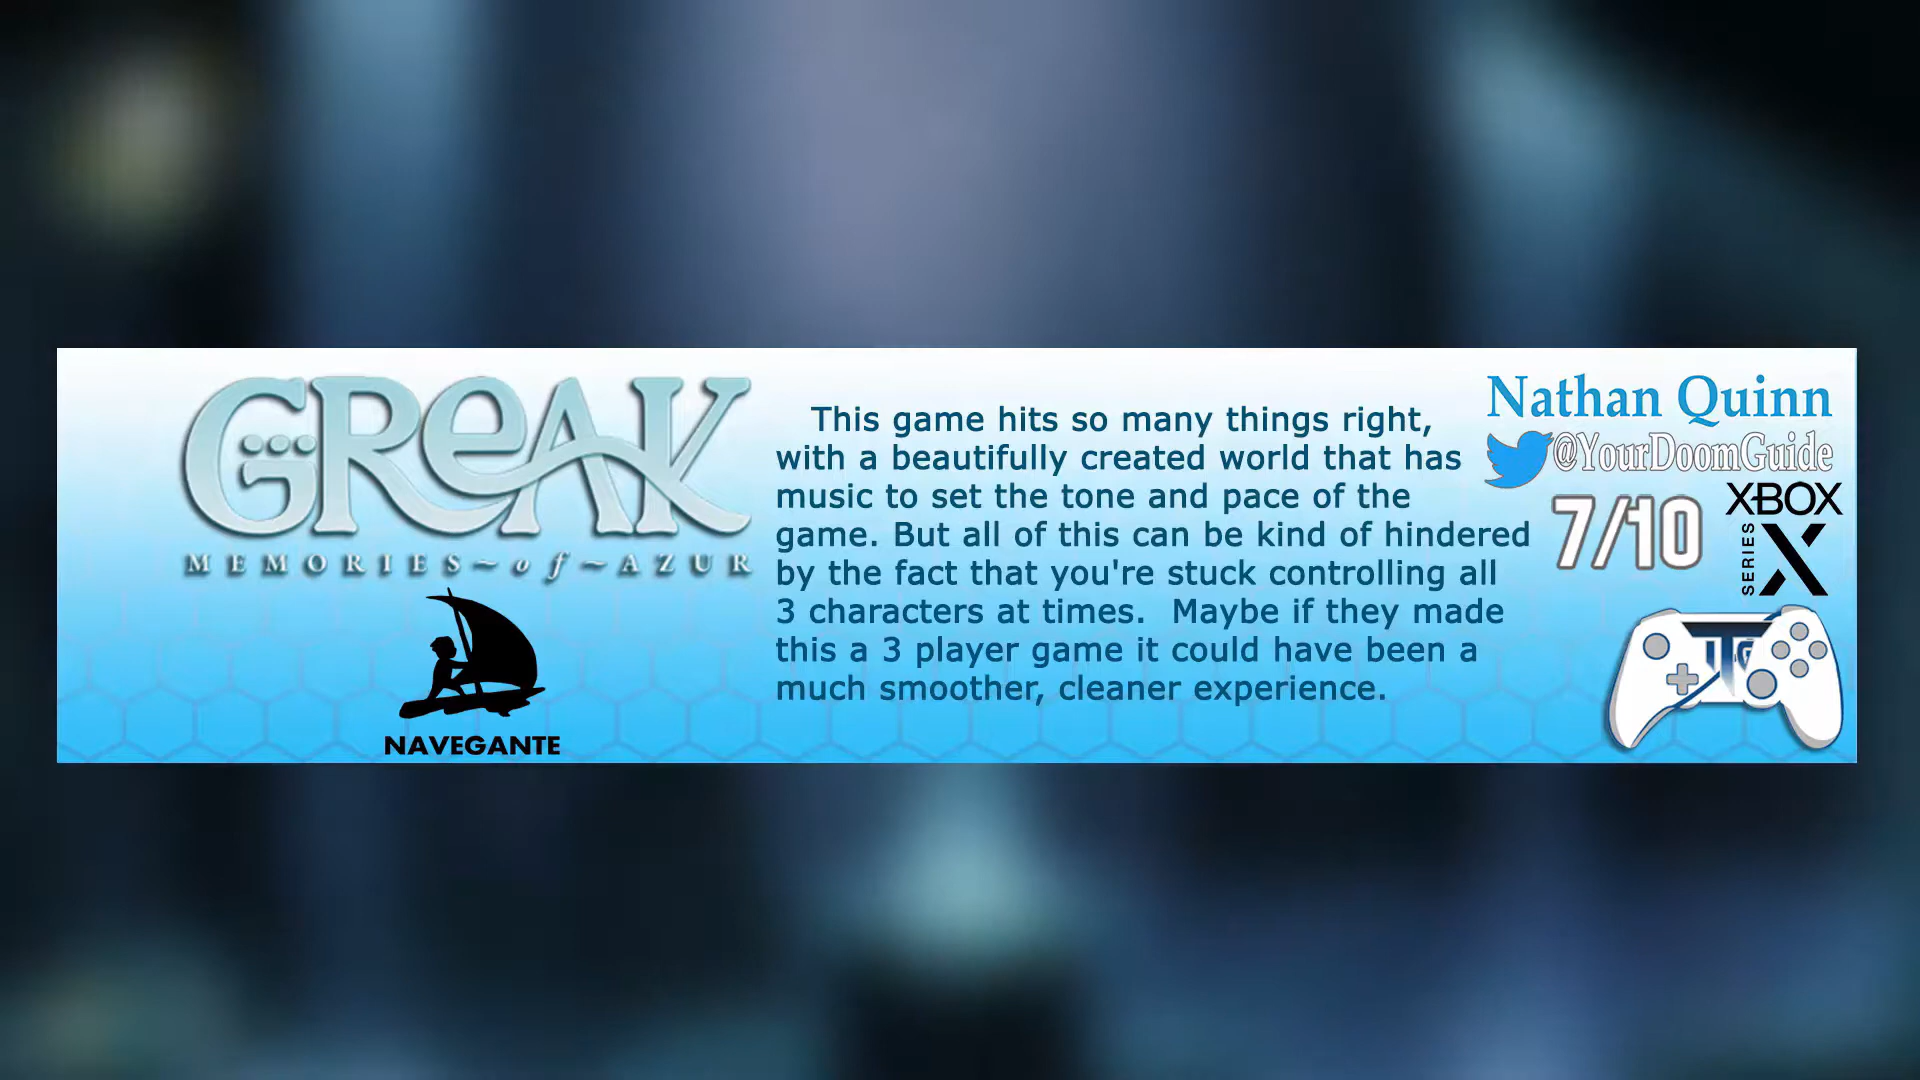 GREAK
MEMORIES~of~AZUR
NAVEGANTE
This game hits so many things right,
with a beautifully created world that has
music to set the tone and pace of the
game. But all of this can be kind of hindered
by the fact that you're stuck controlling all
3 characters at times.  Maybe if they made
this a 3 player game it could have been a
much smoother, cleaner experience.
Nathan Quinn
@YourDoomGuide
7/10
XBOX
SERIES X